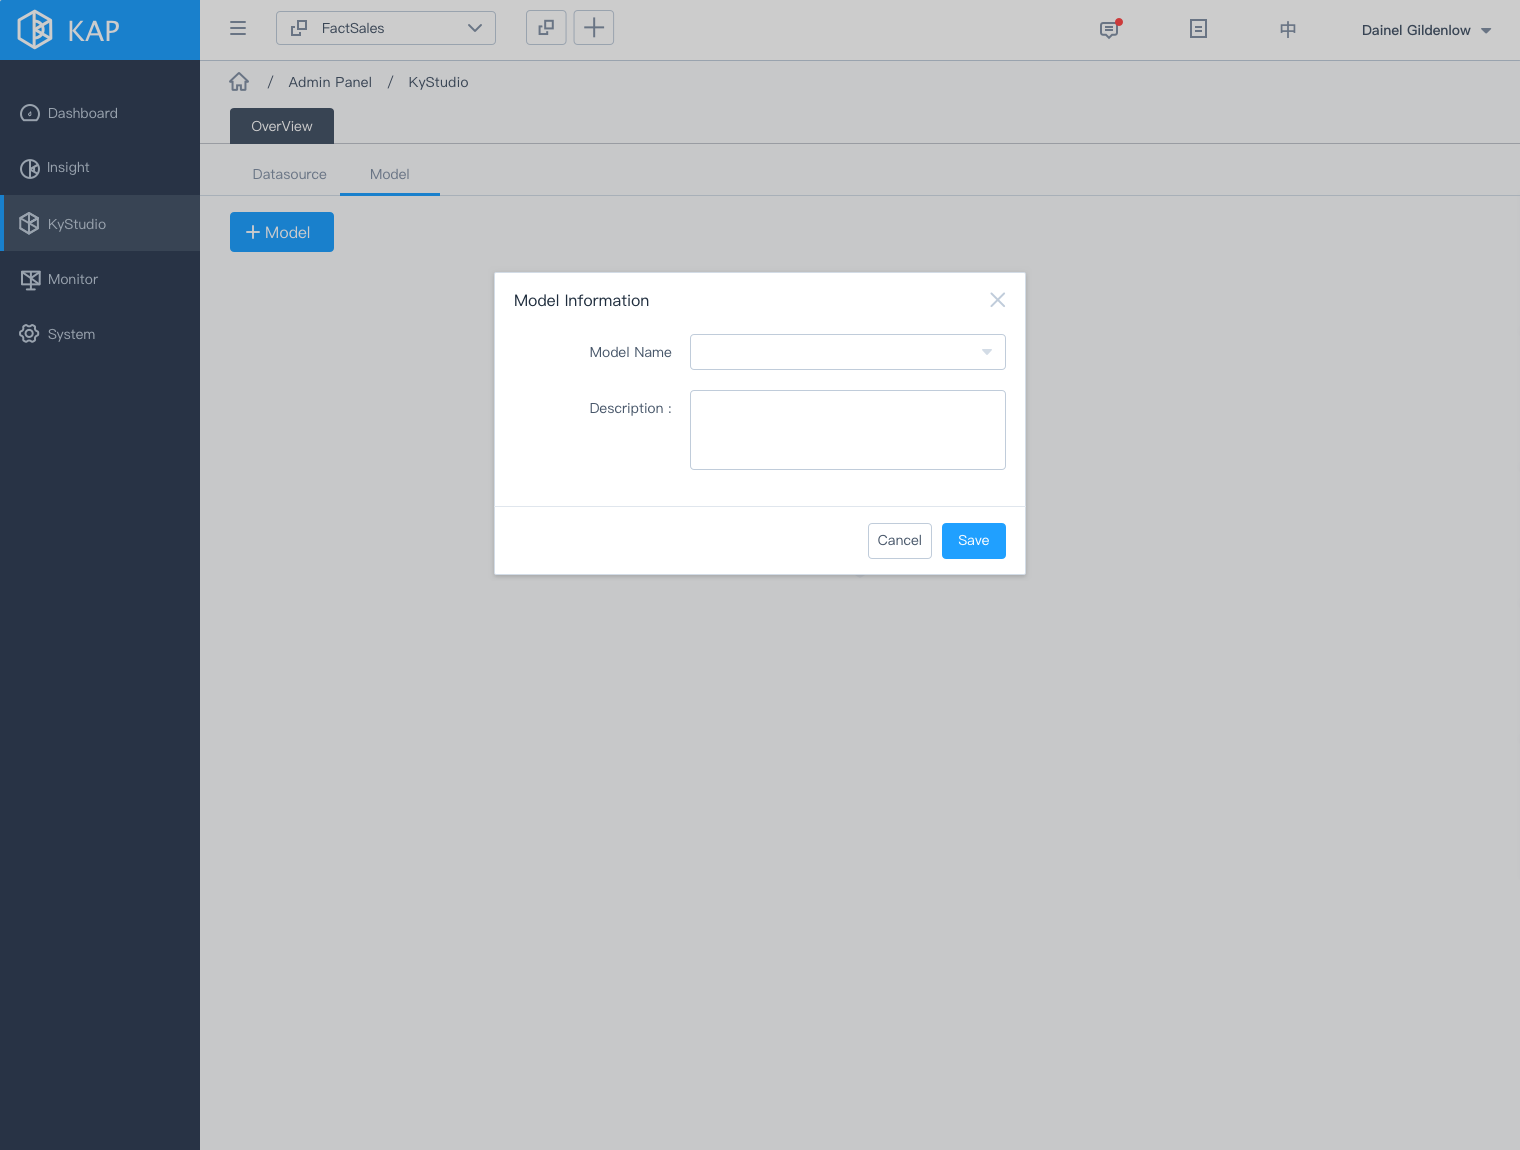 KAP
FactSales
中
Dainel Gildenlow
/ Admin Panel / KyStudio
OverView
Datasource
Model
+ Model
Dashboard
Insight
KyStudio
Monitor
System
Model Information
Model Name
Description :
Cancel
Save